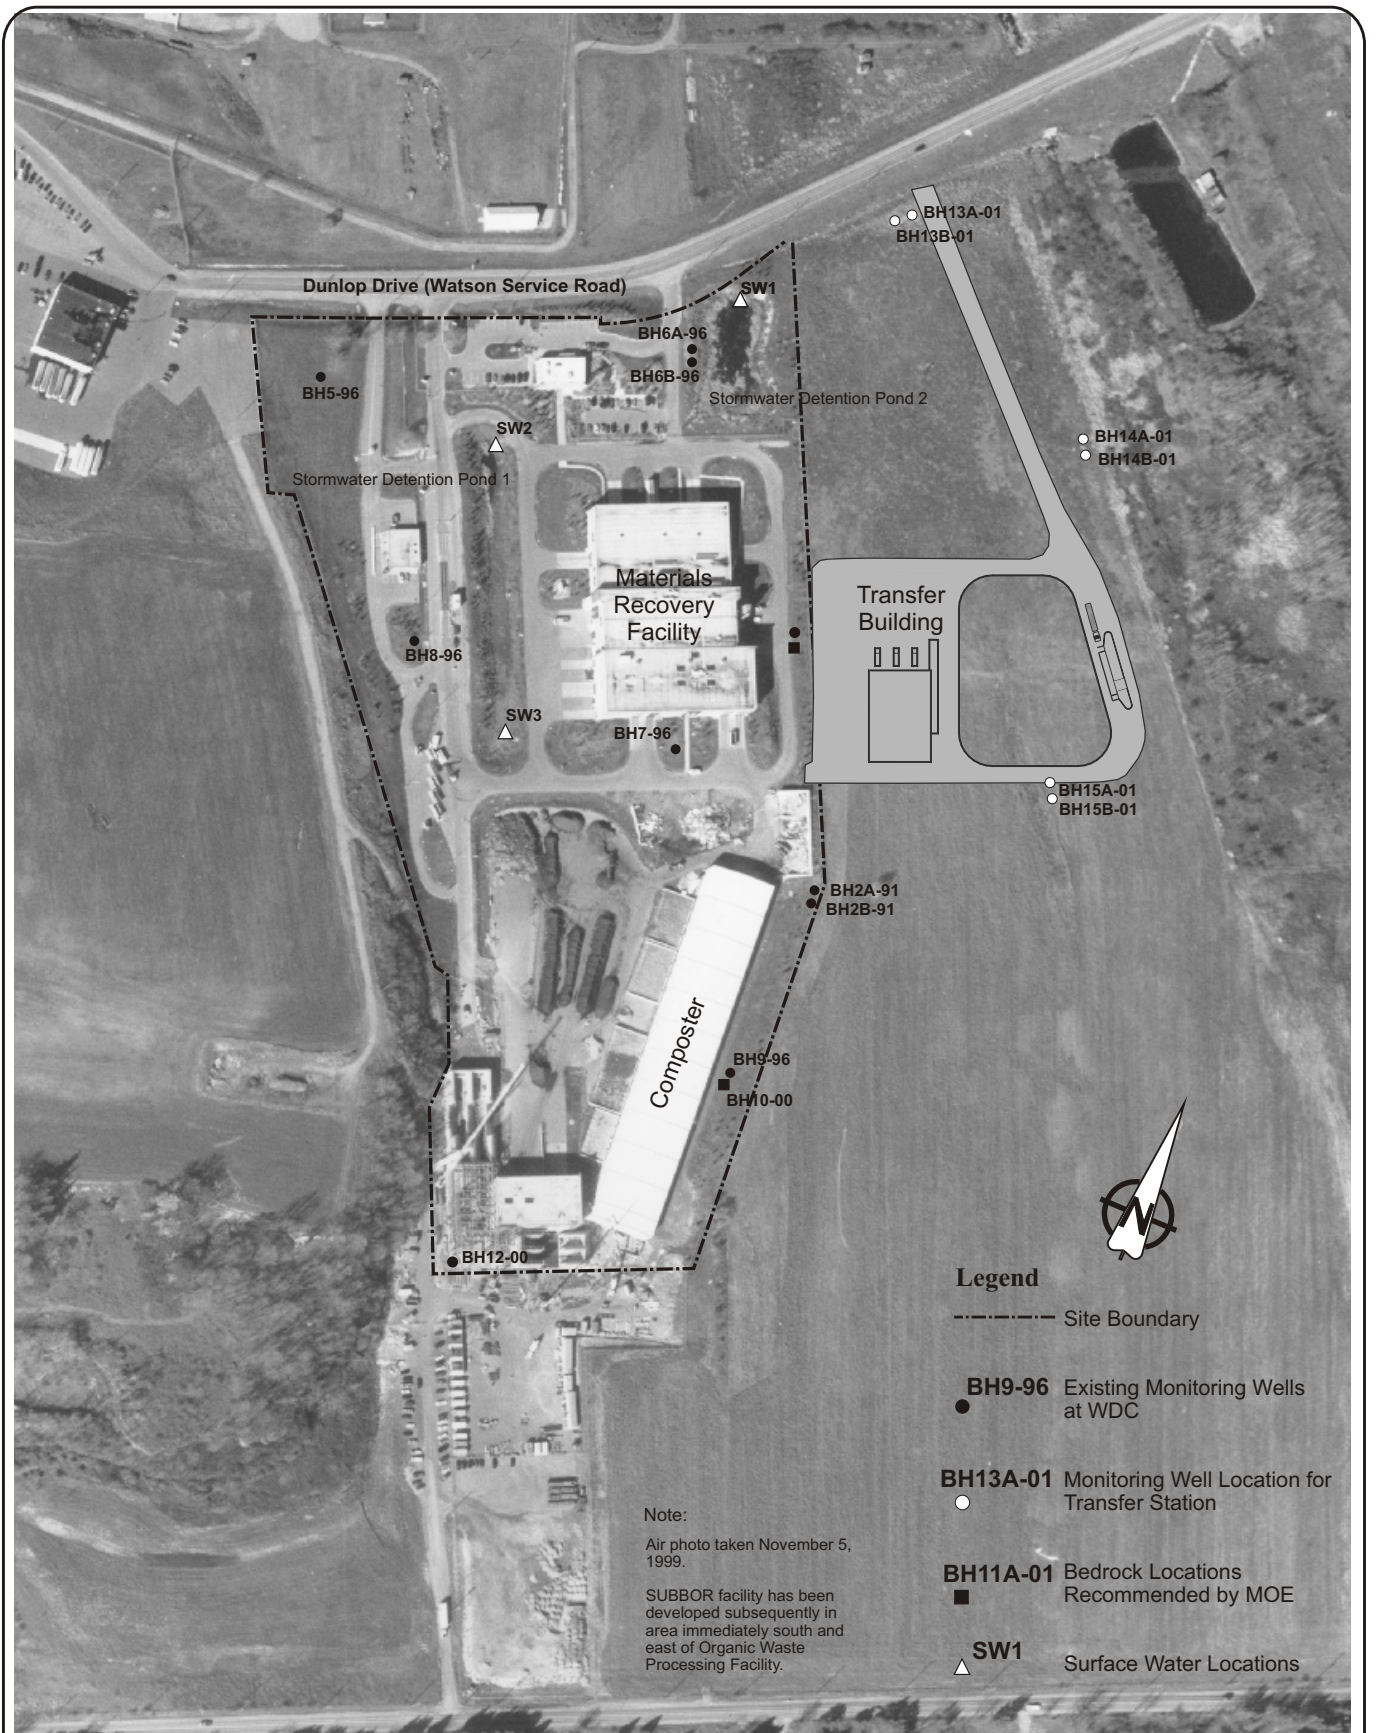 BH13A-01
BH13B-01
Dunlop Drive (Watson Service Road)
SW1
BH6A-96
BH6B-96
BH5-96
Stormwater Detention Pond 2
SW2
BH14A-01
BH14B-01
Stormwater Detention Pond 1
Materials
Recovery
Facility
Transfer
Building
BH8-96
SW3
BH7-96
BH15A-01
BH15B-01
BH2A-91
BH2B-91
Composter
BH9-96
BH10-00
N
BH12-00
Legend
Site Boundary
BH9-96 Existing Monitoring Wells
at WDC
BH13A-01 Monitoring Well Location for
Transfer Station
BH11A-01 Bedrock Locations
Recommended by MOE
SW1 Surface Water Locations
Note:
Air photo taken November 5,
1999.
SUBBOR facility has been
developed subsequently in
area immediately south and
east of Organic Waste
Processing Facility.